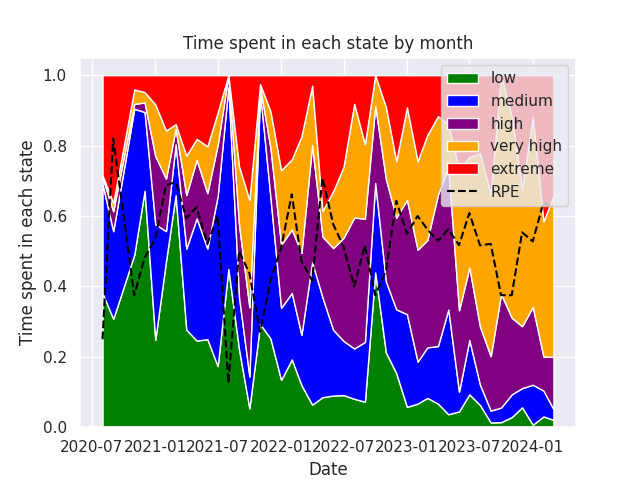 Time spent in each state by month
Time spent in each state
1.0
0.8
0.6
0.4
0.2
0.0
low
medium
high
very high
extreme
RPE
2020-07 2021-01 2021-07 2022-01 2022-07 2023-01 2023-07 2024-01
Date